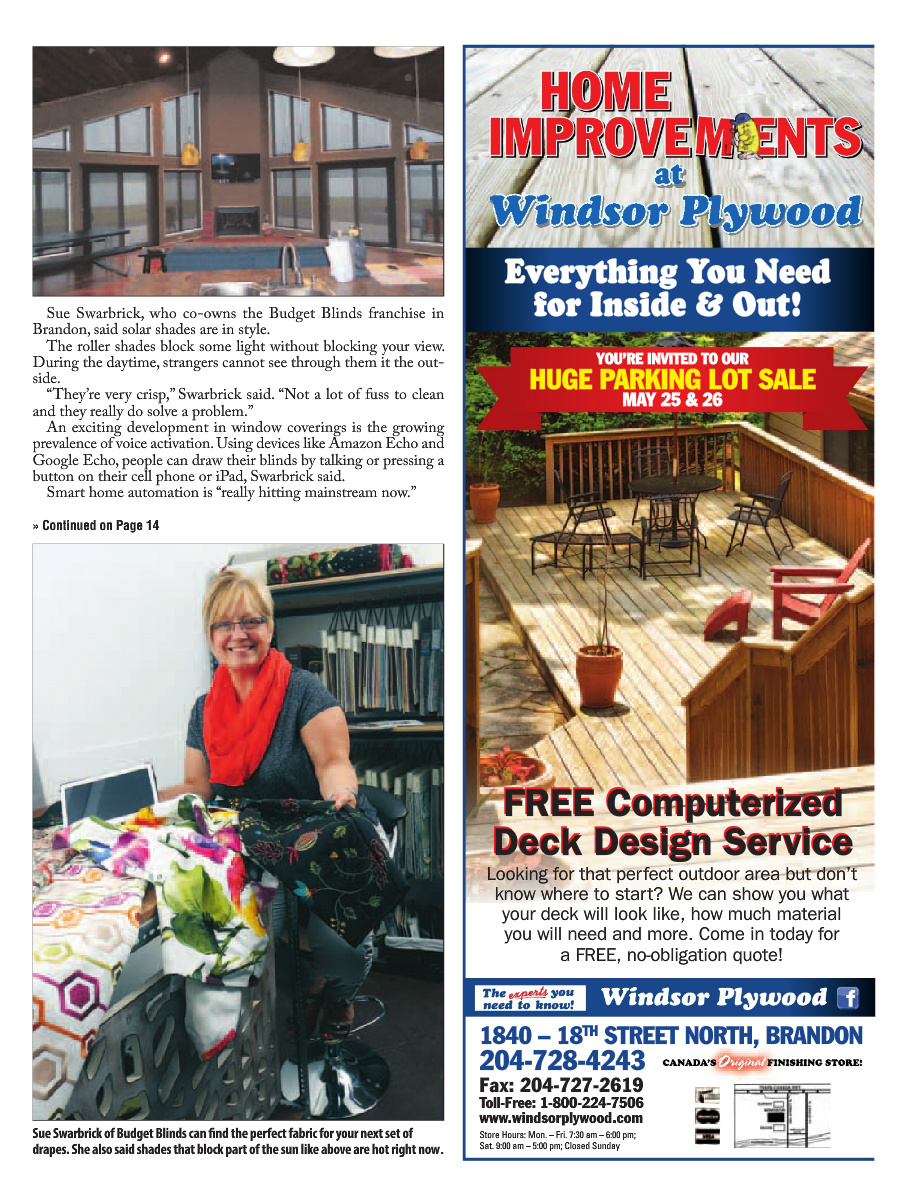 Sue Swarbrick, who co-owns the Budget Blinds franchise in
Brandon, said solar shades are in style.
The roller shades block some light without blocking your view.
During the daytime, strangers cannot see through them it the out-
side.
“They’re very crisp,” Swarbrick said. “Not a lot of fuss to clean
and they really do solve a problem.”
An exciting development in window coverings is the growing
prevalence of voice activation. Using devices like Amazon Echo and
Google Echo, people can draw their blinds by talking or pressing a
button on their cell phone or iPad, Swarbrick said.
Smart home automation is “really hitting mainstream now.”
» Continued on Page 14
Sue Swarbrick of Budget Blinds can find the perfect fabric for your next set of
drapes. She also said shades that block part of the sun like above are hot right now.
HOME
IMPROVEMENTS
at
Windsor Plywood
Everything You Need
for Inside & Out!
YOU’RE INVITED TO OUR
HUGE PARKING LOT SALE
MAY 25 & 26
FREE Computerized
Deck Design Service
Looking for that perfect outdoor area but don’t
know where to start? We can show you what
your deck will look like, how much material
you will need and more. Come in today for
a FREE, no-obligation quote!
The experts you
need to know!
Windsor Plywood f
1840 – 18TH STREET NORTH, BRANDON
204-728-4243
CANADA’S Original FINISHING STORE!
Fax: 204-727-2619
Toll-Free: 1-800-224-7506
www.windsorplywood.com
Store Hours: Mon. – Fri. 7:30 am – 6:00 pm;
Sat. 9:00 am – 5:00 pm; Closed Sunday
VISA